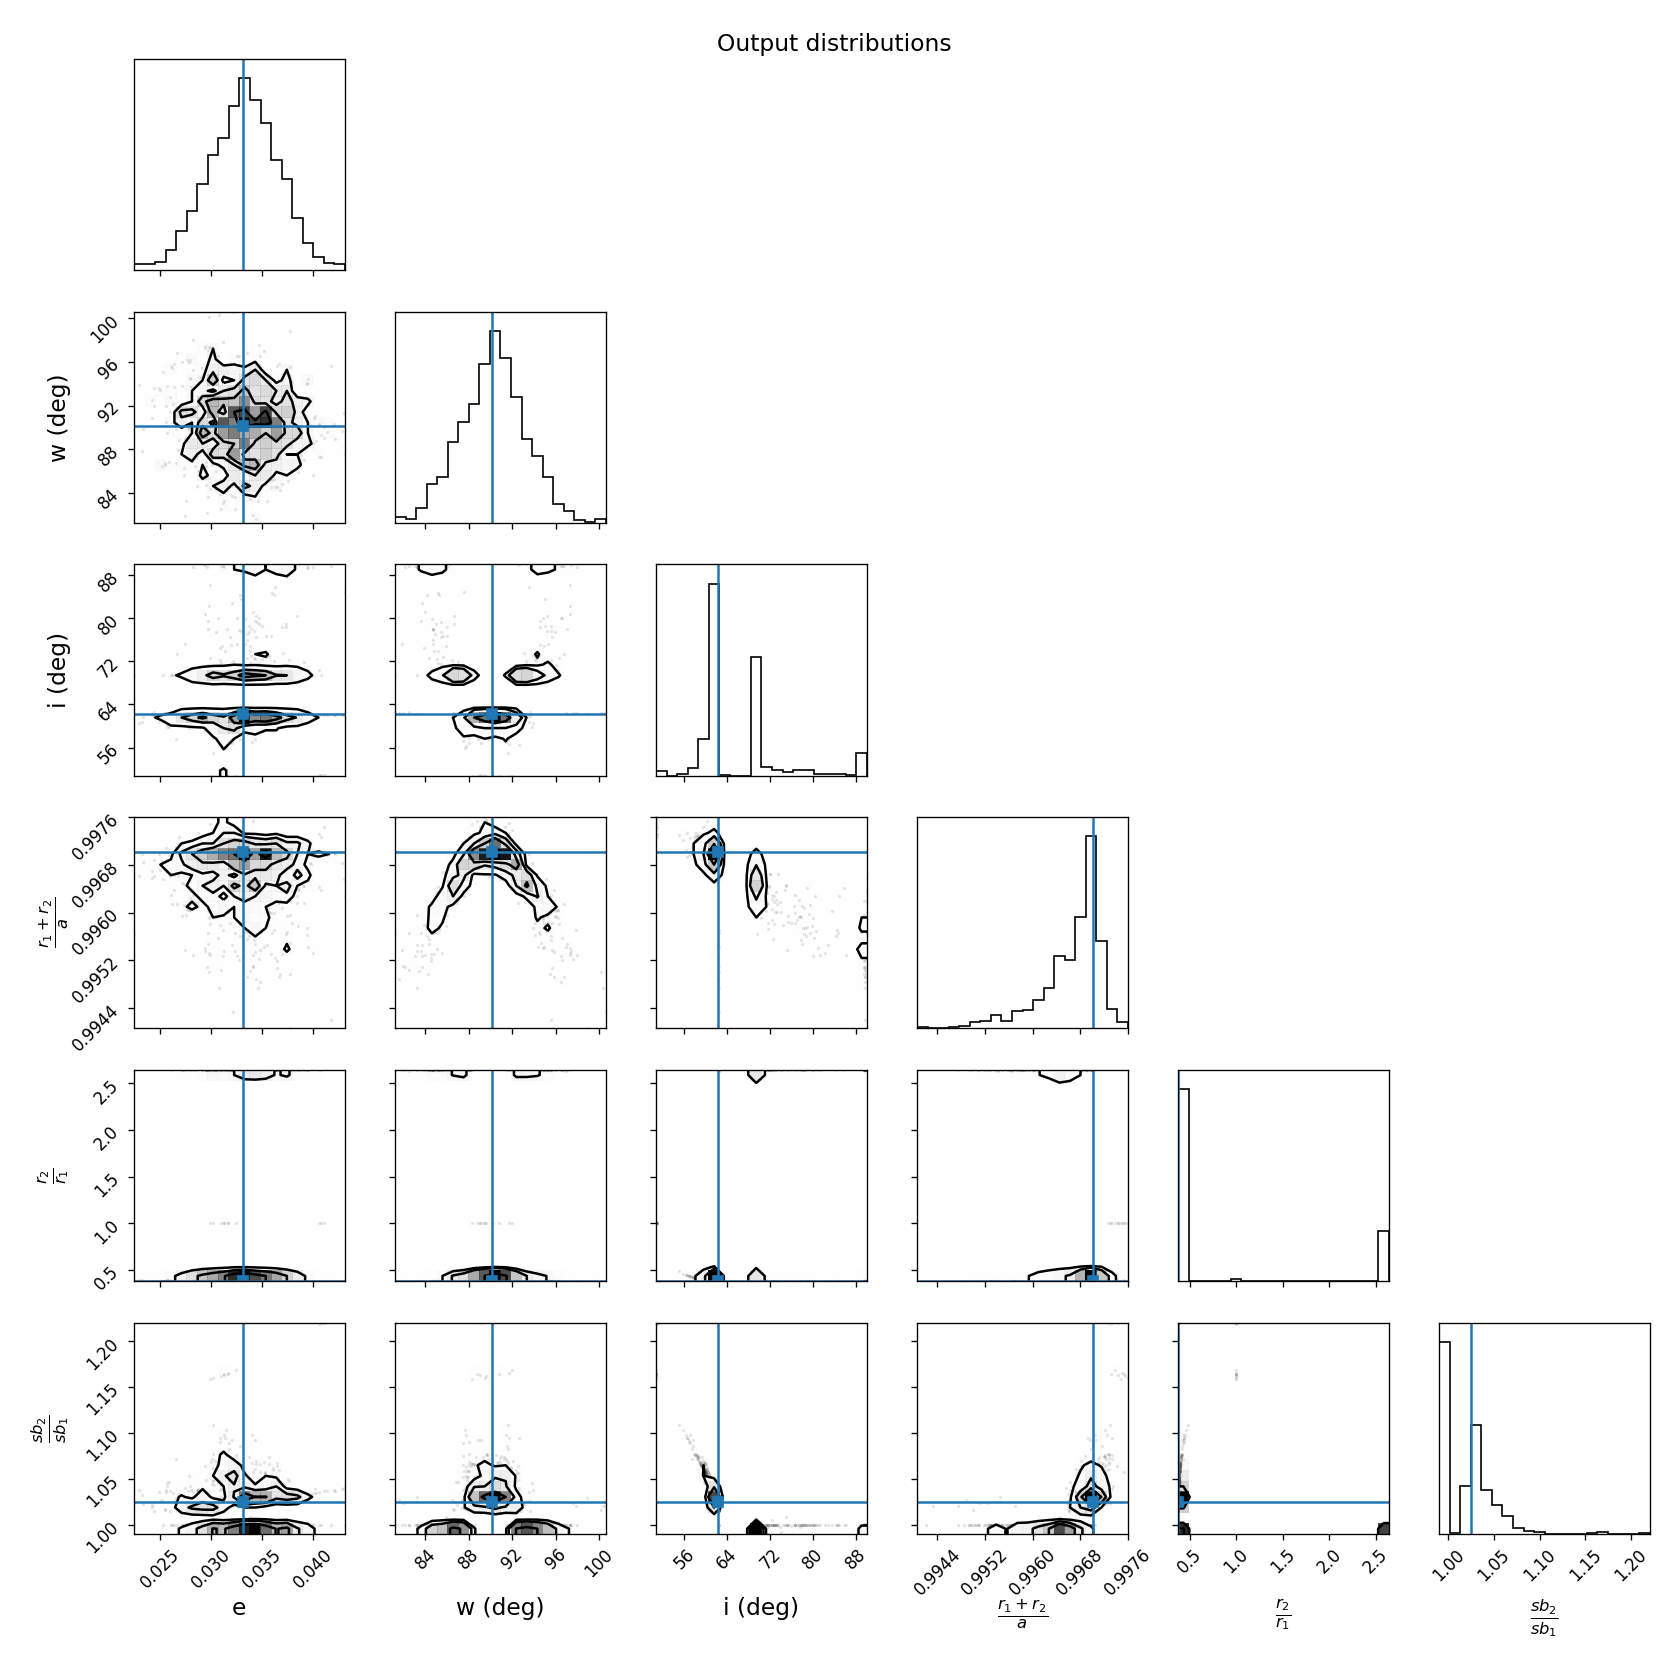 Output distributions
100
96
92
88
84
w (deg)
88
80
72
64
56
i (deg)
0.9976
0.9968
0.9960
0.9952
0.9944
r₁ + r₂
a
2.5
2.0
1.5
1.0
0.5
r₂
r₁
1.20
1.15
1.10
1.05
1.00
sb₂
sb₁
0.025 0.030 0.035 0.040
84 88 92 96 100
56 64 72 80 88
0.9944 0.9952 0.9960 0.9968 0.9976
0.5 1.0 1.5 2.0 2.5
1.00 1.05 1.10 1.15 1.20
e
w (deg)
i (deg)
r₁ + r₂
a
r₂
r₁
sb₂
sb₁